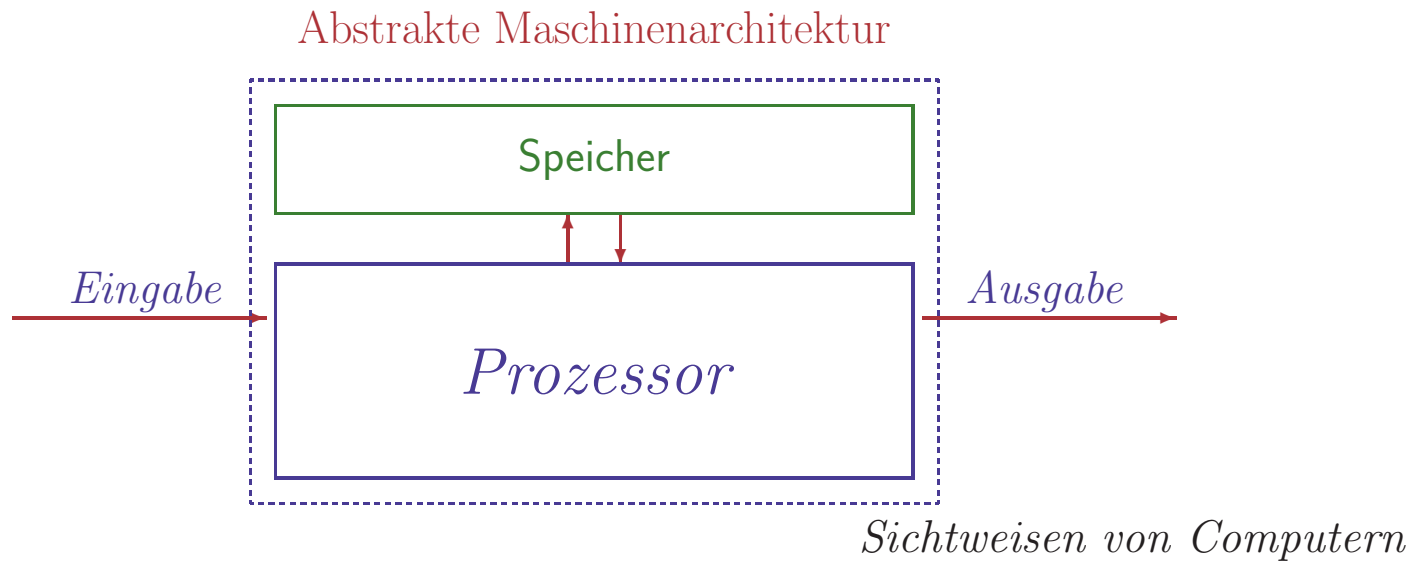 Abstrakte Maschinenarchitektur
Speicher
Eingabe
Ausgabe
Prozessor
Sichtweisen von Computern